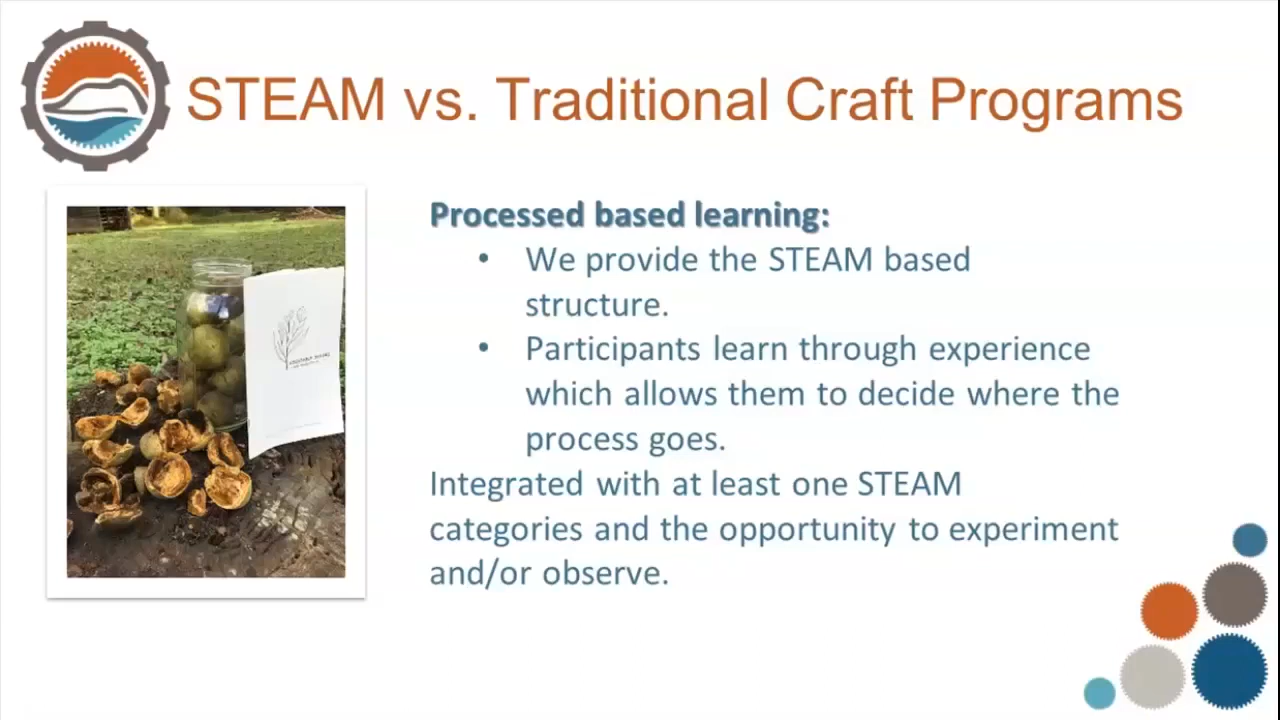 STEAM vs. Traditional Craft Programs
Processed based learning:
• We provide the STEAM based
structure.
• Participants learn through experience
which allows them to decide where the
process goes.
Integrated with at least one STEAM
categories and the opportunity to experiment
and/or observe.